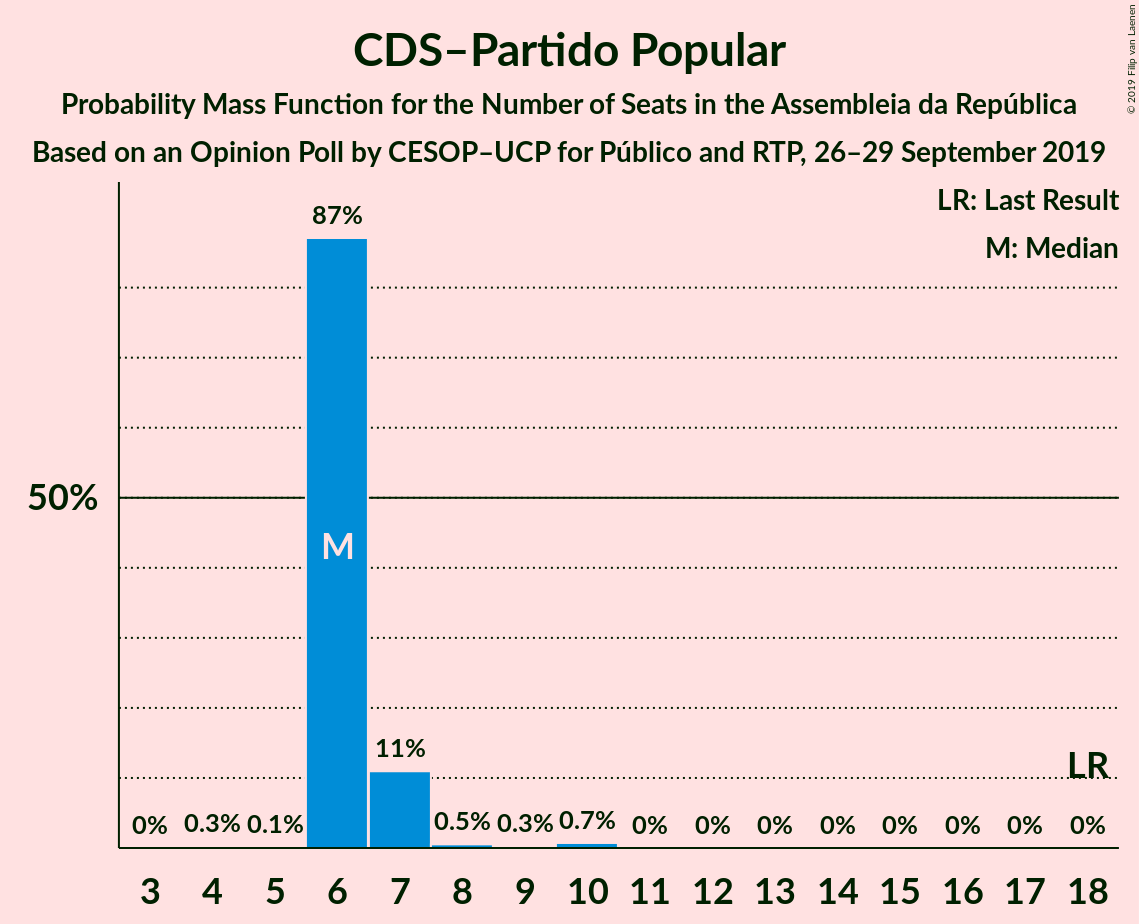 CDS–Partido Popular
Probability Mass Function for the Number of Seats in the Assembleia da República
Based on an Opinion Poll by CESOP–UCP for Público and RTP, 26–29 September 2019
© 2019 Filip van Laenen
LR: Last Result
M: Median
87%
50%
M
11%
LR
0% 0.3% 0.1% 0.5% 0.3% 0.7% 0% 0% 0% 0% 0% 0% 0% 0%
3 4 5 6 7 8 9 10 11 12 13 14 15 16 17 18